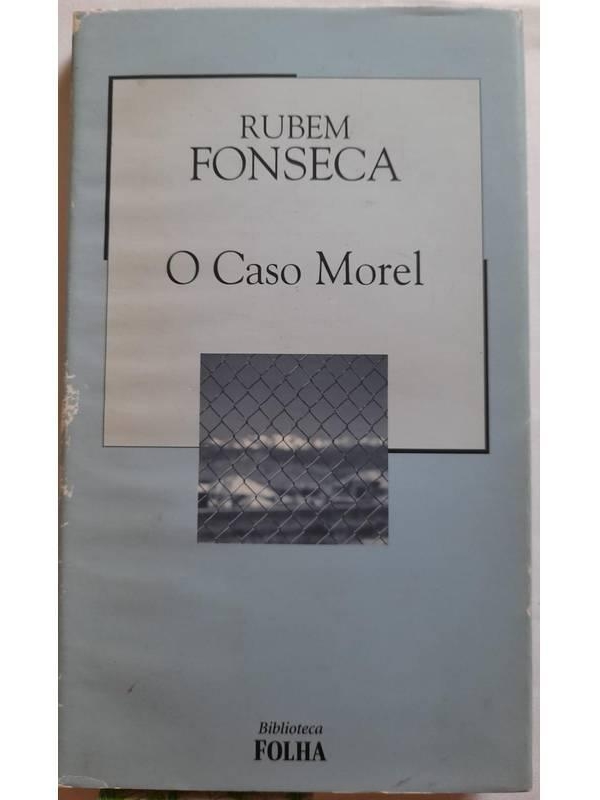 RUBEM
FONSECA
O Caso Morel
Biblioteca
FOLHA